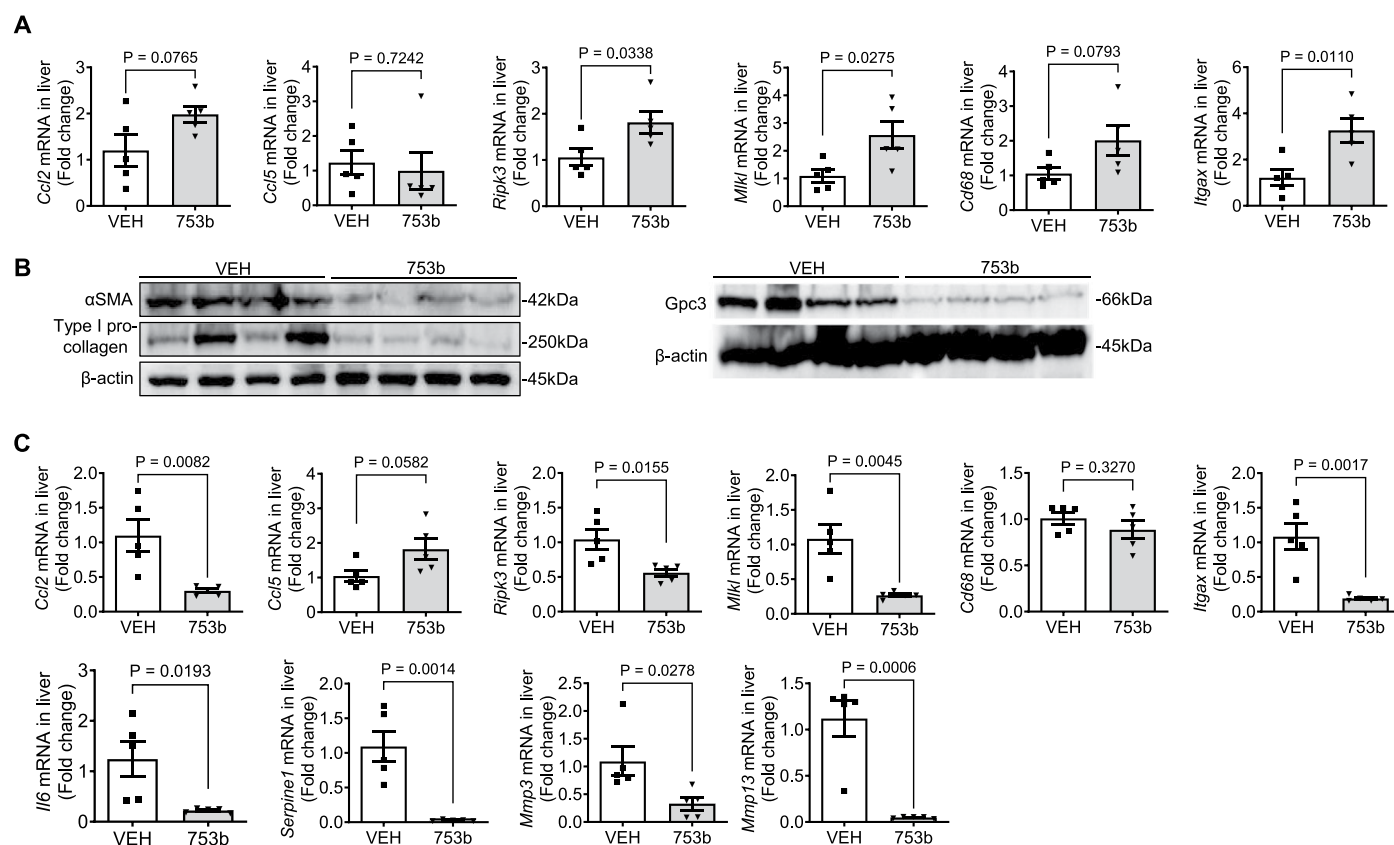 A
P = 0.0765
Ccl2 mRNA in liver
(Fold change)
3
2
1
0
VEH 753b
P = 0.7242
Ccl5 mRNA in liver
(Fold change)
4
3
2
1
0
VEH 753b
P = 0.0338
Ripk3 mRNA in liver
(Fold change)
3
2
1
0
VEH 753b
P = 0.0275
Mlkl mRNA in liver
(Fold change)
5
4
3
2
1
0
VEH 753b
P = 0.0793
Cd68 mRNA in liver
(Fold change)
4
3
2
1
0
VEH 753b
P = 0.0110
Itgax mRNA in liver
(Fold change)
6
4
2
0
VEH 753b
B
VEH 753b
αSMA -42kDa
Type I pro-
collagen -250kDa
β-actin -45kDa
VEH 753b
Gpc3 -66kDa
β-actin -45kDa
C
P = 0.0082
Ccl2 mRNA in liver
(Fold change)
2.0
1.5
1.0
0.5
0.0
VEH 753b
P = 0.0582
Ccl5 mRNA in liver
(Fold change)
4
3
2
1
0
VEH 753b
P = 0.0155
Ripk3 mRNA in liver
(Fold change)
2.0
1.5
1.0
0.5
0.0
VEH 753b
P = 0.0045
Mlkl mRNA in liver
(Fold change)
2.0
1.5
1.0
0.5
0.0
VEH 753b
P = 0.3270
Cd68 mRNA in liver
(Fold change)
1.5
1.0
0.5
0.0
VEH 753b
P = 0.0017
Itgax mRNA in liver
(Fold change)
2.0
1.5
1.0
0.5
0.0
VEH 753b
P = 0.0193
Il6 mRNA in liver
(Fold change)
3
2
1
0
VEH 753b
P = 0.0014
Serpine1 mRNA in liver
(Fold change)
2.0
1.5
1.0
0.5
0.0
VEH 753b
P = 0.0278
Mmp3 mRNA in liver
(Fold change)
2.5
2.0
1.5
1.0
0.5
0.0
VEH 753b
P = 0.0006
Mmp13 mRNA in liver
(Fold change)
1.5
1.0
0.5
0.0
VEH 753b